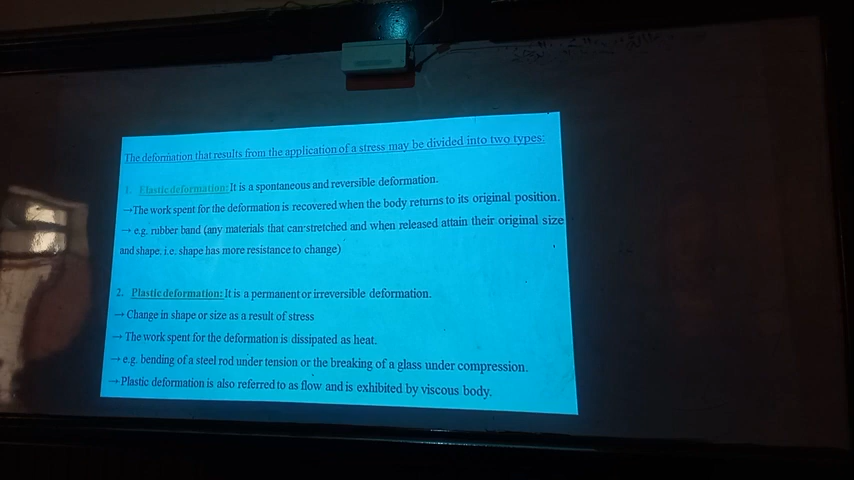 The deformation that results from the application of a stress may be divided into two types:
1. Elastic deformation: It is a spontaneous and reversible deformation.
→The work spent for the deformation is recovered when the body returns to its original position.
→ e.g. rubber band (any materials that can stretched and when released attain their original size
and shape. i.e. shape has more resistance to change)
2. Plastic deformation: It is a permanent or irreversible deformation.
→ Change in shape or size as a result of stress
→ The work spent for the deformation is dissipated as heat.
→ e.g. bending of a steel rod under tension or the breaking of a glass under compression.
→ Plastic deformation is also referred to as flow and is exhibited by viscous body.